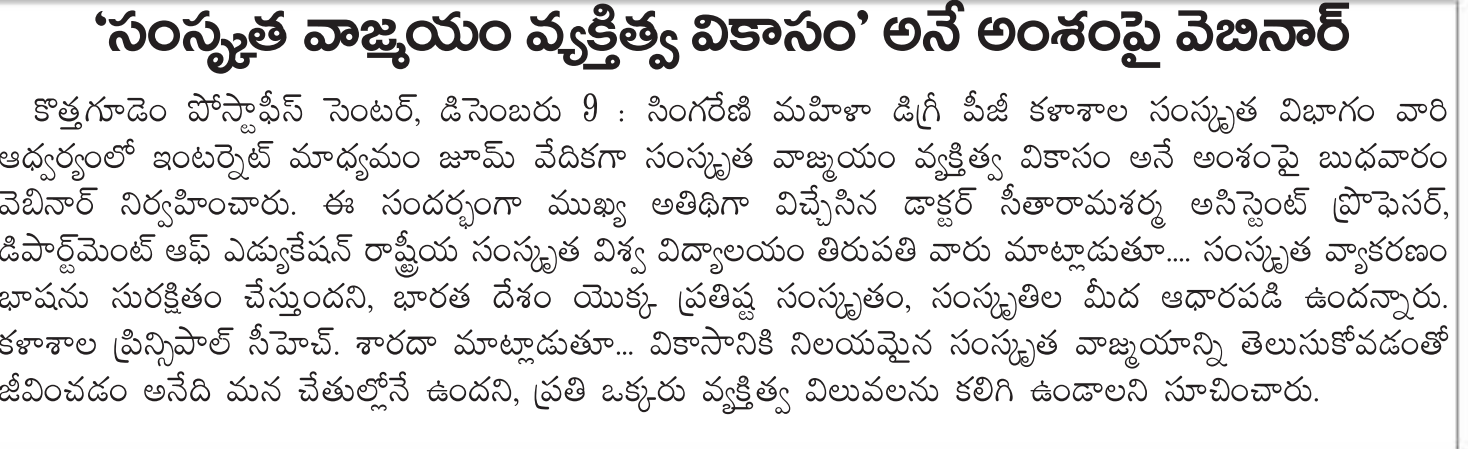 ‘సంస్కృత వాఙ్మయం వ్యక్తిత్వ వికాసం’ అనే అంశంపై వెబినార్
కొత్తగూడెం పోస్టాఫీస్ సెంటర్, డిసెంబరు 9 : సింగరేణి మహిళా డిగ్రీ పీజీ కళాశాల సంస్కృత విభాగం వారి
ఆధ్వర్యంలో ఇంటర్నెట్ మాధ్యమం జూమ్ వేదికగా సంస్కృత వాఙ్మయం వ్యక్తిత్వ వికాసం అనే అంశంపై బుధవారం
వెబినార్ నిర్వహించారు. ఈ సందర్భంగా ముఖ్య అతిథిగా విచ్చేసిన డాక్టర్ సీతారామశర్మ అసిస్టెంట్ ప్రొఫెసర్,
డిపార్ట్‌మెంట్ ఆఫ్ ఎడ్యుకేషన్ రాష్ట్రీయ సంస్కృత విశ్వ విద్యాలయం తిరుపతి వారు మాట్లాడుతూ.... సంస్కృత వ్యాకరణం
భాషను సురక్షితం చేస్తుందని, భారత దేశం యొక్క ప్రతిష్ట సంస్కృతం, సంస్కృతిల మీద ఆధారపడి ఉందన్నారు.
కళాశాల ప్రిన్సిపాల్ సీహెచ్. శారదా మాట్లాడుతూ... వికాసానికి నిలయమైన సంస్కృత వాఙ్మయాన్ని తెలుసుకోవడంతో
జీవించడం అనేది మన చేతుల్లోనే ఉందని, ప్రతి ఒక్కరు వ్యక్తిత్వ విలువలను కలిగి ఉండాలని సూచించారు.